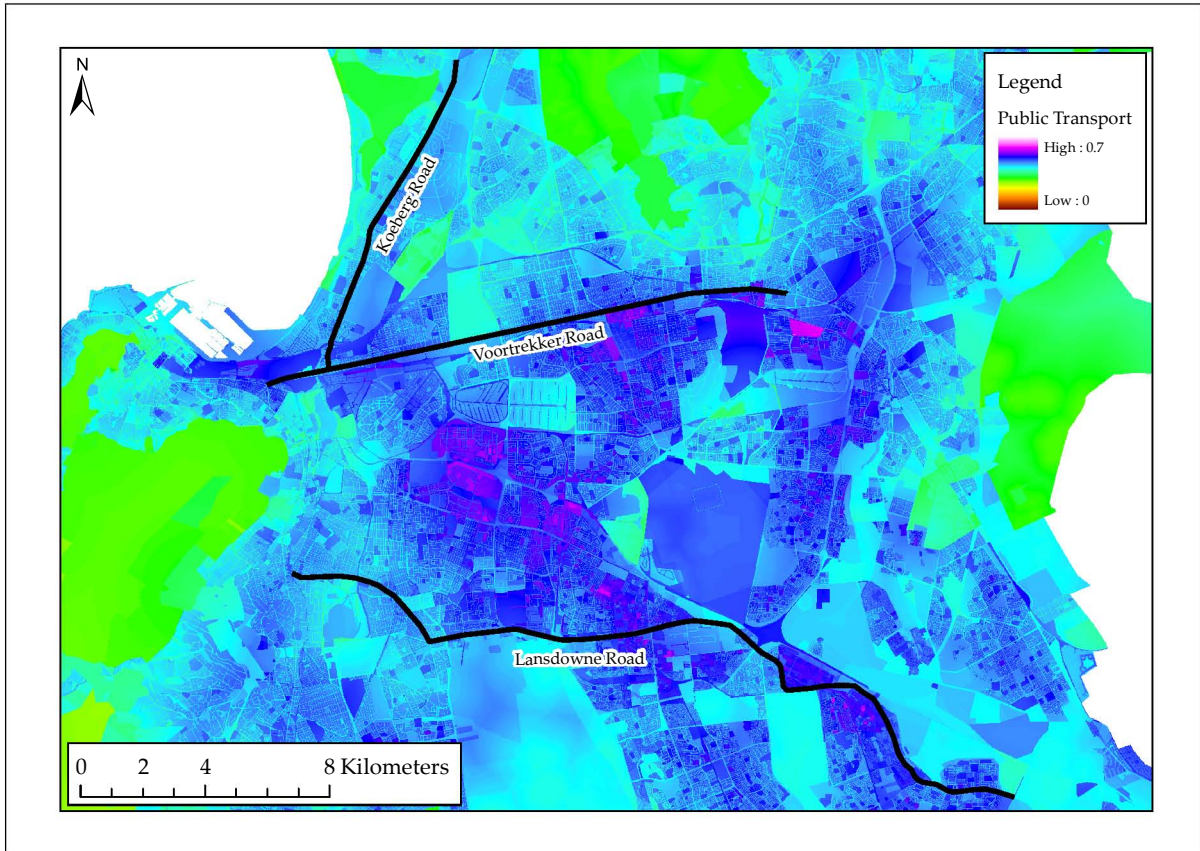 N
Legend
Public Transport
High : 0.7
Low : 0
Koeberg Road
Voortrekker Road
Lansdowne Road
0 2 4 8 Kilometers